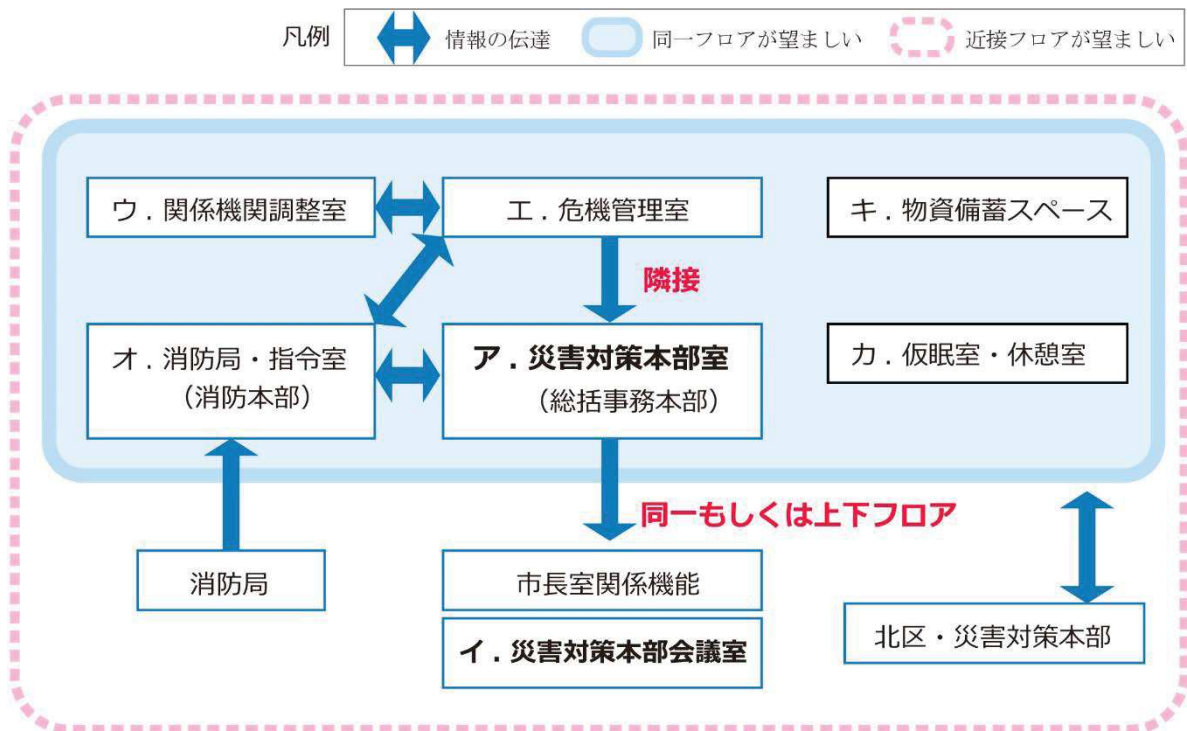 凡例
情報の伝達
同一フロアが望ましい
近接フロアが望ましい
ウ．関係機関調整室
エ．危機管理室
キ．物資備蓄スペース
隣接
オ．消防局・指令室
（消防本部）
ア．災害対策本部室
（総括事務本部）
カ．仮眠室・休憩室
同一もしくは上下フロア
消防局
市長室関係機能
イ．災害対策本部会議室
北区・災害対策本部